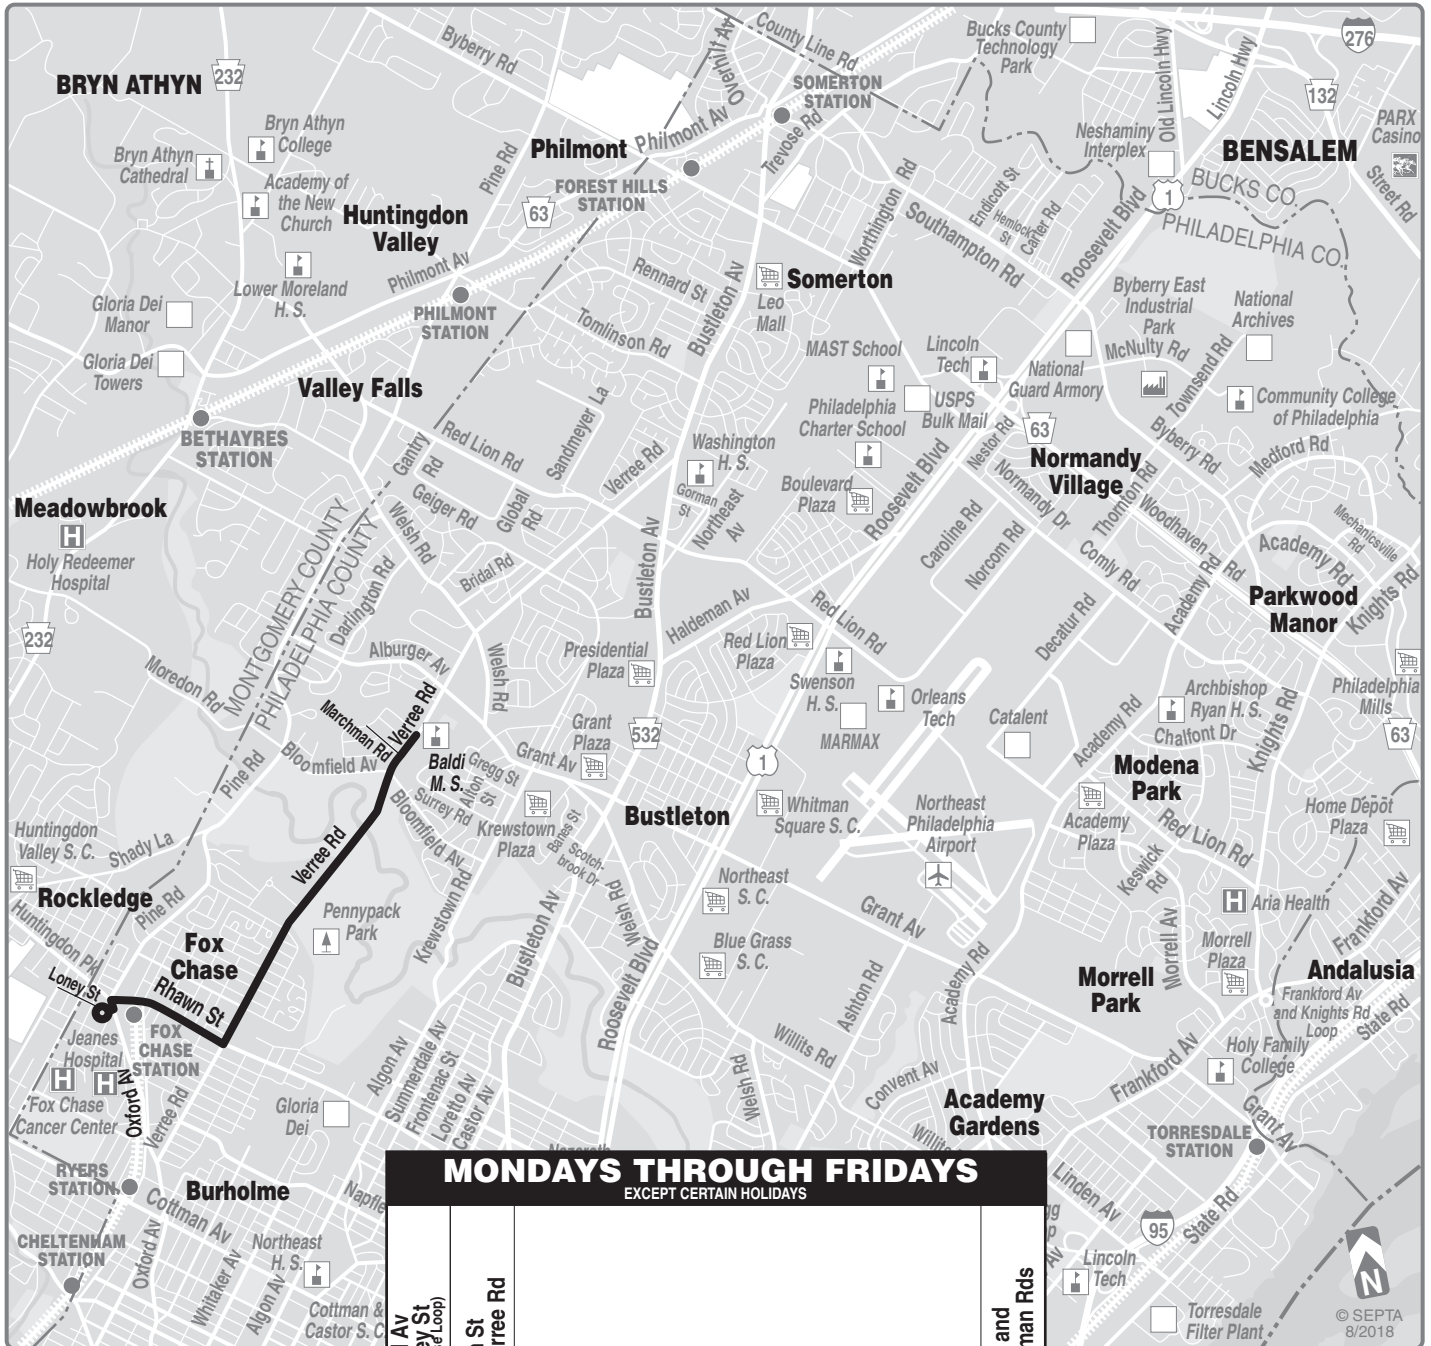 Byberry Rd
BRYN ATHYN
232
Bryn Athyn
College
Bryn Athyn
Cathedral
Academy of
the New
Church
Huntingdon
Valley
Pine Rd
63
Philmont
Philmont Av
Overhill Av
County Line Rd
SOMERTON
STATION
Trevose Rd
FOREST HILLS
STATION
Bucks County
Technology
Park
Old Lincoln Hwy
Lincoln Hwy
276
132
PARX
Casino
Street Rd
Neshaminy
Interplex
BENSALEM
1
BUCKS CO.
PHILADELPHIA CO.
Endicott St
Hemlock
St
Carter Rd
Worthington Rd
Southampton Rd
Roosevelt Blvd
Philmont Av
PHILMONT
STATION
Lower Moreland
H. S.
Gloria Dei
Manor
Gloria Dei
Towers
Valley Falls
BETHAYRES
STATION
Rennard St
Tomlinson Rd
Bustleton Av
Leo
Mall
Somerton
MAST School
Lincoln
Tech
USPS
Bulk Mail
Philadelphia
Charter School
Boulevard
Plaza
Roosevelt Blvd
National
Guard Armory
Byberry East
Industrial
Park
McNulty Rd
Townsend Rd
National
Archives
Community College
of Philadelphia
63
Nestor Rd
Normandy
Village
Normandy Dr
Byberry Rd
Medford Rd
Thornton Rd
Woodhaven Rd
Mechanicsville
Rd
Academy Rd
Knights Rd
Parkwood
Manor
Academy Rd
Comly Rd
Caroline Rd
Norcom Rd
Decatur Rd
Gantry
Rd
Red Lion Rd
Sandmeyer La
Geiger Rd
Global
Rd
Verree Rd
Washington
H. S.
Gorman
St
Northeast
Av
Welsh Rd
Bridal Rd
Bustleton Av
Meadowbrook
Holy Redeemer
Hospital
232
MONTGOMERY COUNTY
PHILADELPHIA COUNTY
Darlington Rd
Alburger Av
Welsh Rd
Moredon Rd
Marchman Rd
Verree Rd
Baldi
M. S.
Bloomfield Av
Pine Rd
Gregg St
Alton
St
Surrey Rd
Bloomfield Av
Grant Av
Grant
Plaza
Presidential
Plaza
Haldeman Av
Red Lion
Plaza
Red Lion Rd
Swenson
H. S.
MARMAX
Orleans
Tech
Catalent
Academy Rd
Archbishop
Ryan H. S.
Chalfont Dr
Knights Rd
Philadelphia
Mills
63
532
1
Bustleton
Krewstown
Plaza
Banes St
Scotch-
brook Dr
Whitman
Square S. C.
Northeast
Philadelphia
Airport
Modena
Park
Academy
Plaza
Red Lion Rd
Keswick
Rd
Home Depot
Plaza
Huntingdon
Valley S. C.
Shady La
Rockledge
Pine Rd
Huntingdon Pk
Verree Rd
Fox
Chase
Rhawn St
Loney St
Pennypack
Park
Krewstown Rd
Bustleton Av
Welsh Rd
Roosevelt Blvd
Northeast
S. C.
Blue Grass
S. C.
Grant Av
Academy Rd
Ashton Rd
Willits Rd
Welsh Rd
Convent Av
Aria Health
Morrell Av
Morrell
Plaza
Frankford Av
Andalusia
Morrell
Park
Frankford Av
and Knights Rd
Loop
State Rd
Frankford Av
Holy Family
College
Grant Av
Jeanes
Hospital
FOX
CHASE
STATION
Fox Chase
Cancer Center
Oxford Av
Verree Rd
Gloria
Dei
Algon Av
Summerdale Av
Frontenac St
Loretto Av
Castor Av
Academy
Gardens
TORRESDALE
STATION
Linden Av
95
State Rd
RYERS
STATION
Burholme
Cottman Av
CHELTENHAM
STATION
Oxford Av
Whitaker Av
Northeast
H. S.
Algon Av
Cottman &
Castor S. C.
MONDAYS THROUGH FRIDAYS
EXCEPT CERTAIN HOLIDAYS
Av
Loop)
St
Verree Rd
and
Rds
Lincoln
Tech
Torresdale
Filter Plant
N
© SEPTA
8/2018